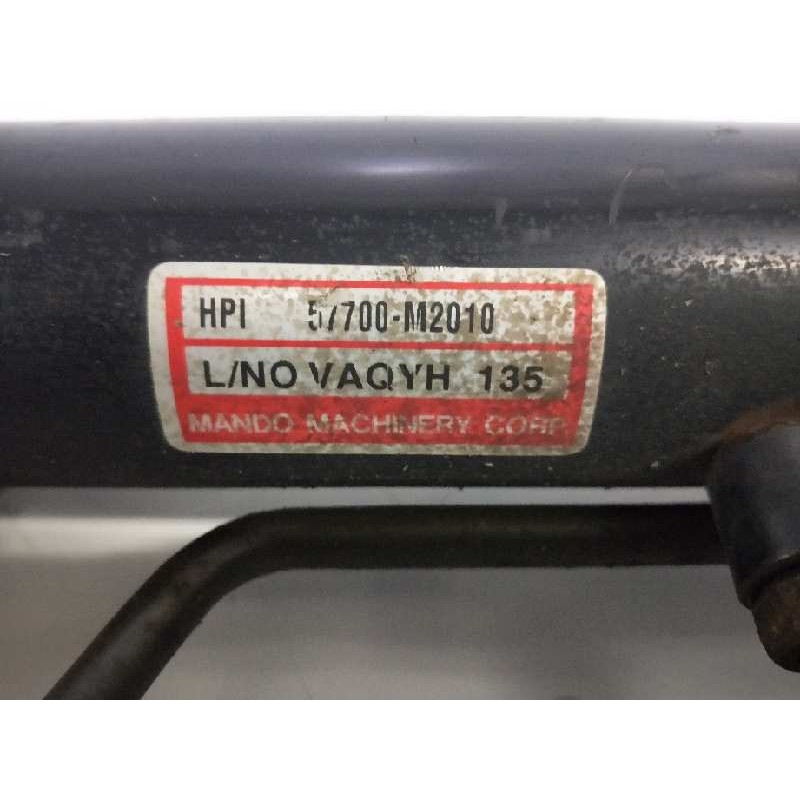 HPI 57700-M2010
L/NO VAQYH 135
MANDO MACHINERY CORP